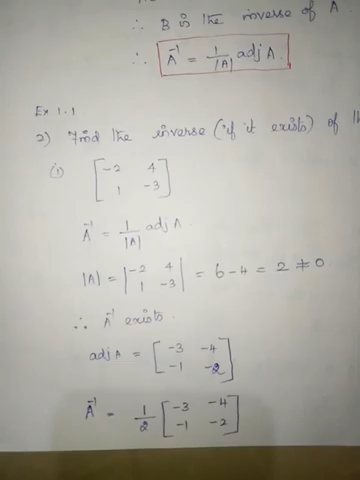 ∴ B is the inverse of A.
∴ A⁻¹ = 1/|A| adj A.
Ex 1.1
2) Find the inverse (if it exists) of
(i) [-2 4
1 -3]
A⁻¹ = 1/|A| adj A.
|A| = |-2 4
1 -3| = 6 - 4 = 2 ≠ 0
∴ A⁻¹ exists.
adj A = [-3 -4
-1 -2]
A⁻¹ = 1/2 [-3 -4
-1 -2]